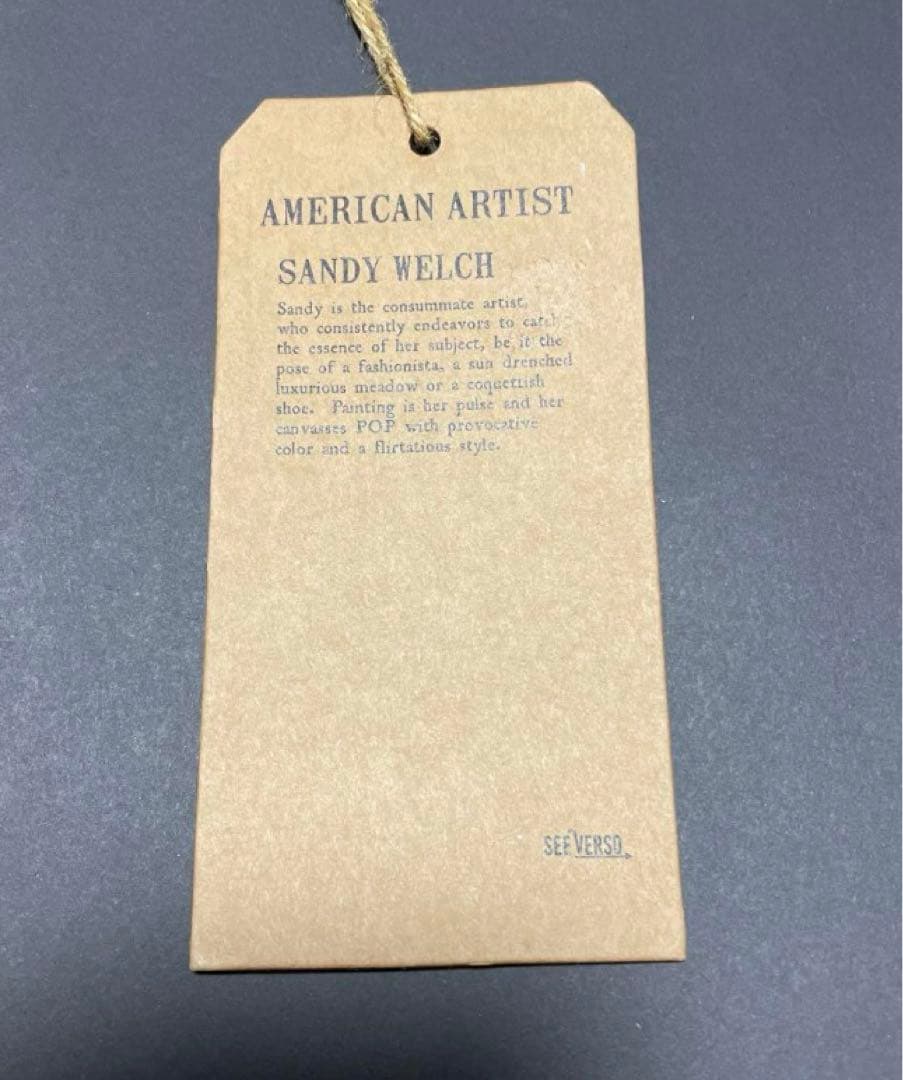 AMERICAN ARTIST
SANDY WELCH
Sandy is the consummate artist,
who consistently endeavors to catch
the essence of her subject, be it the
pose of a fashionista, a sun drenched
luxurious meadow or a coquettish
shoe. Painting is her pulse and her
canvasses POP with provocative
color and a flirtatious style.
SEE VERSO